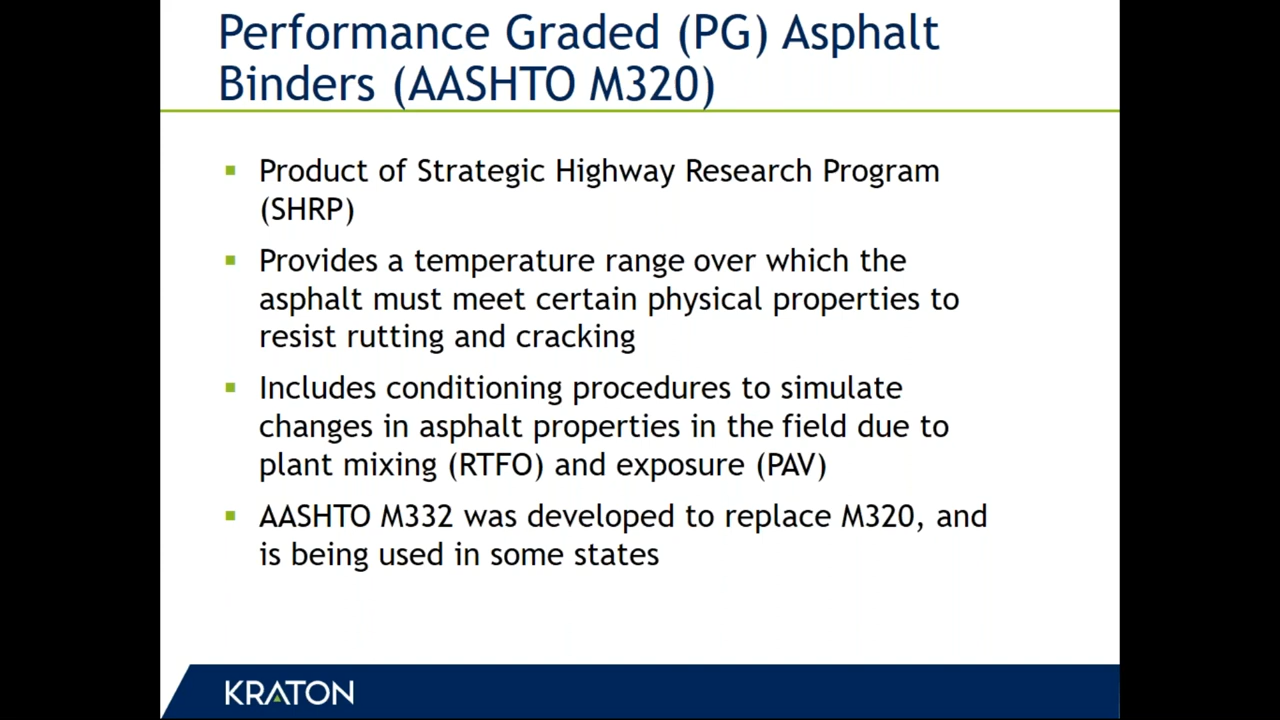 Performance Graded (PG) Asphalt
Binders (AASHTO M320)
Product of Strategic Highway Research Program
(SHRP)
Provides a temperature range over which the
asphalt must meet certain physical properties to
resist rutting and cracking
Includes conditioning procedures to simulate
changes in asphalt properties in the field due to
plant mixing (RTFO) and exposure (PAV)
AASHTO M332 was developed to replace M320, and
is being used in some states
KRATON